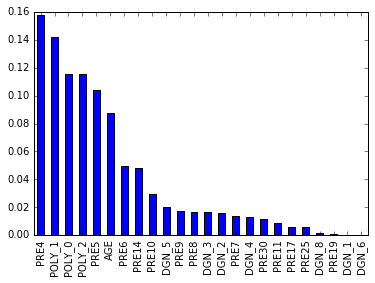 0.16
0.14
0.12
0.10
0.08
0.06
0.04
0.02
0.00
PRE4
POLY_1
POLY_0
POLY_2
PRE5
AGE
PRE6
PRE14
PRE10
DGN_5
PRE9
PRE8
DGN_3
DGN_2
PRE7
DGN_4
PRE30
PRE11
PRE17
PRE25
DGN_8
PRE19
DGN_1
DGN_6